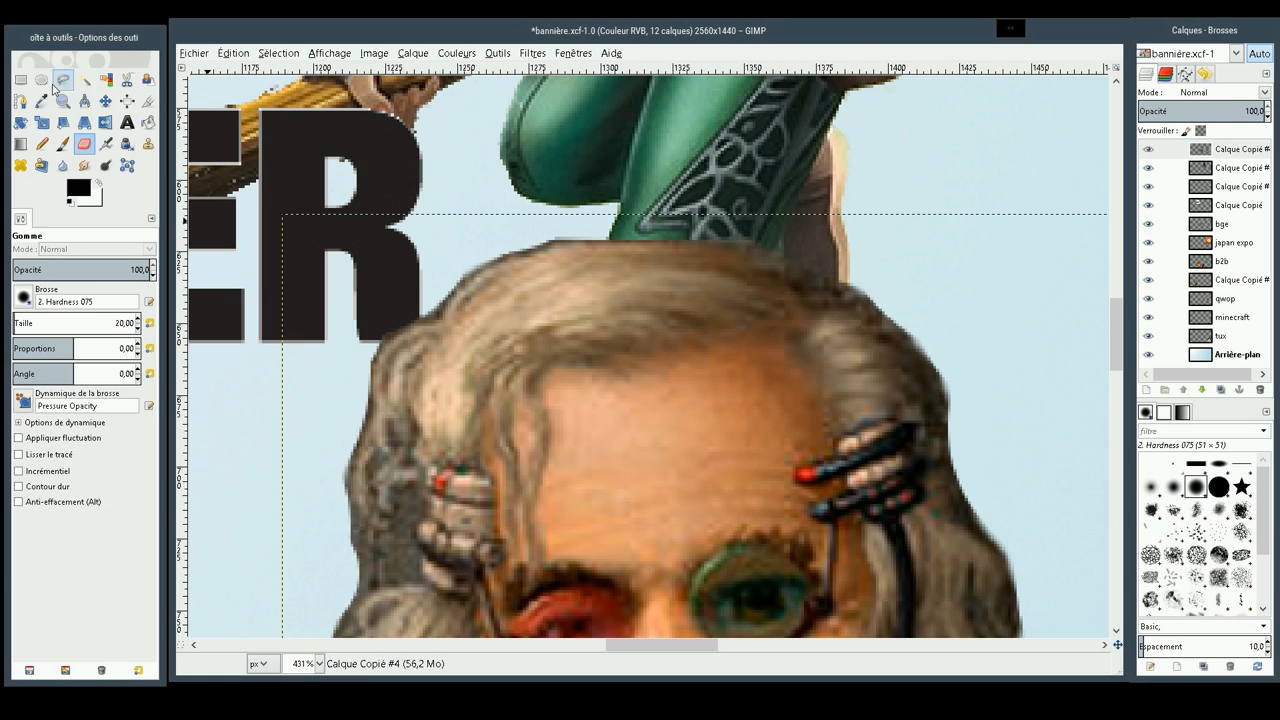 oîte à outils - Options des outi
*bannière.xcf-1.0 (Couleur RVB, 12 calques) 2560x1440 – GIMP
Calques - Brosses
Fichier Édition Sélection Affichage Image Calque Couleurs Outils Filtres Fenêtres Aide
bannière.xcf-1 Auto
1175 1200 1225 1250 1275 1300 1325 1350 1375 1400 1425 1450
Mode : Normal
Opacité 100,0
Verrouiller :
Calque Copié #
Calque Copié #
Calque Copié #
Calque Copié
bge
japan expo
b2b
Calque Copié #
qwop
minecraft
tux
Arrière-plan
ER
Gomme
Mode : Normal
Opacité 100,0
Brosse
2. Hardness 075
Taille 20,00
Proportions 0,00
Angle 0,00
Dynamique de la brosse
Pressure Opacity
Options de dynamique
Appliquer fluctuation
Lisser le tracé
Incrémentiel
Contour dur
Anti-effacement (Alt)
filtre
2. Hardness 075 (51 × 51)
Basic,
Espacement 10,0
px 431% Calque Copié #4 (56,2 Mo)